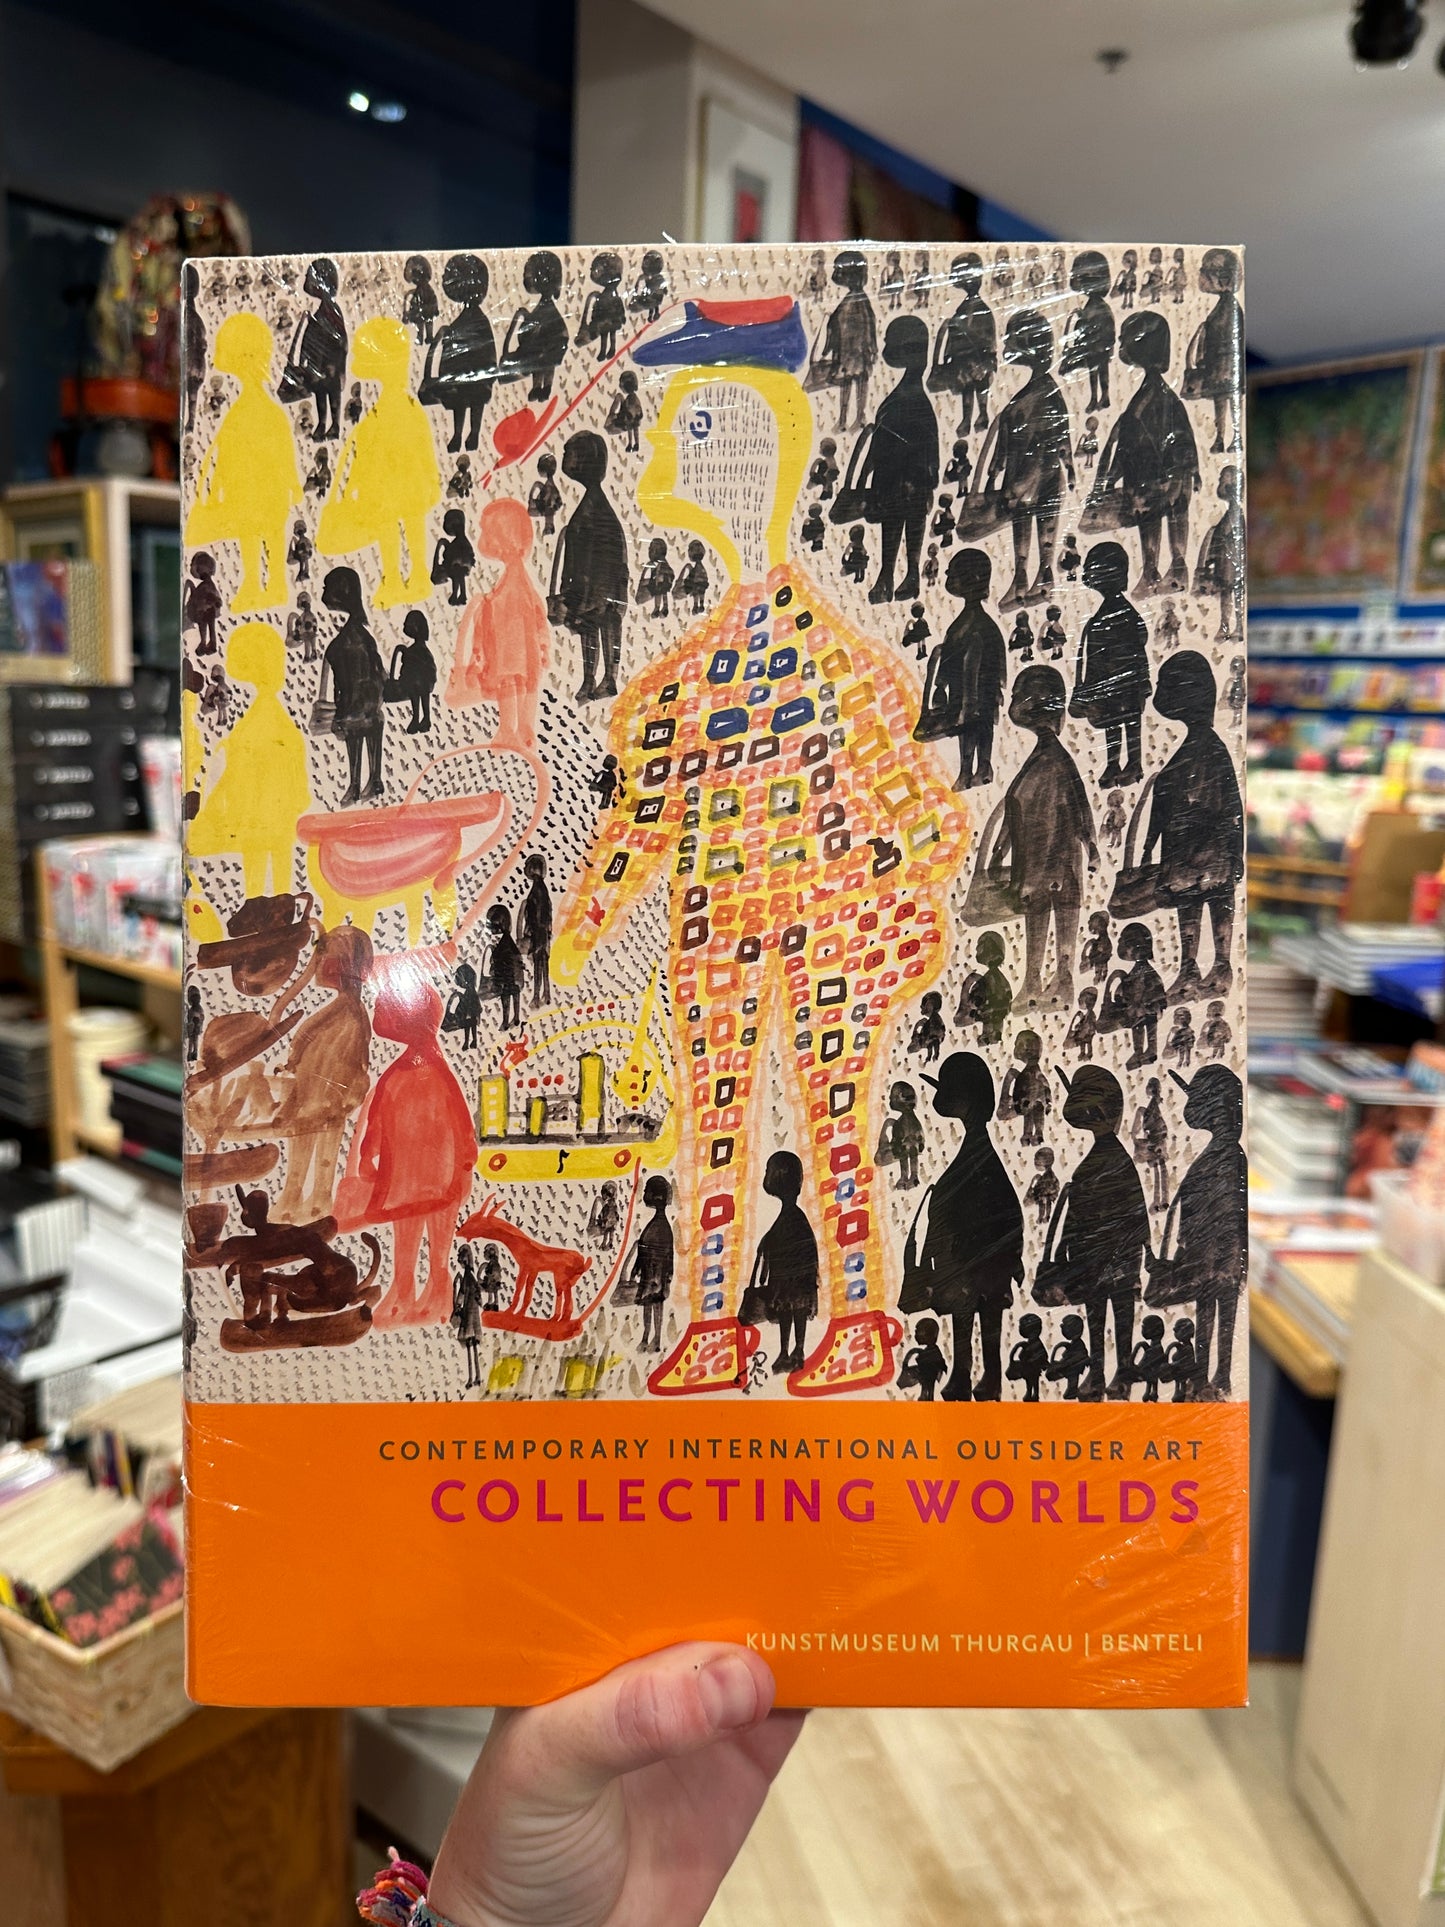 CONTEMPORARY INTERNATIONAL OUTSIDER ART
COLLECTING WORLDS
KUNSTMUSEUM THURGAU | BENTELI